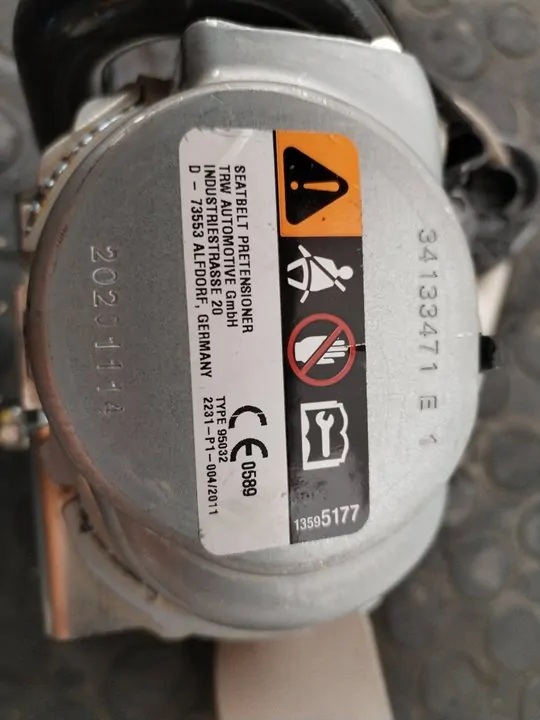 SEATBELT PRETENSIONER
TRW AUTOMOTIVE GmbH
INDUSTRIESTRASSE 20
D - 73553 ALFDORF, GERMANY
CE 0589
TYPE 95032
2231-P1-004/2011
13595177
34133471 E 1
20201114